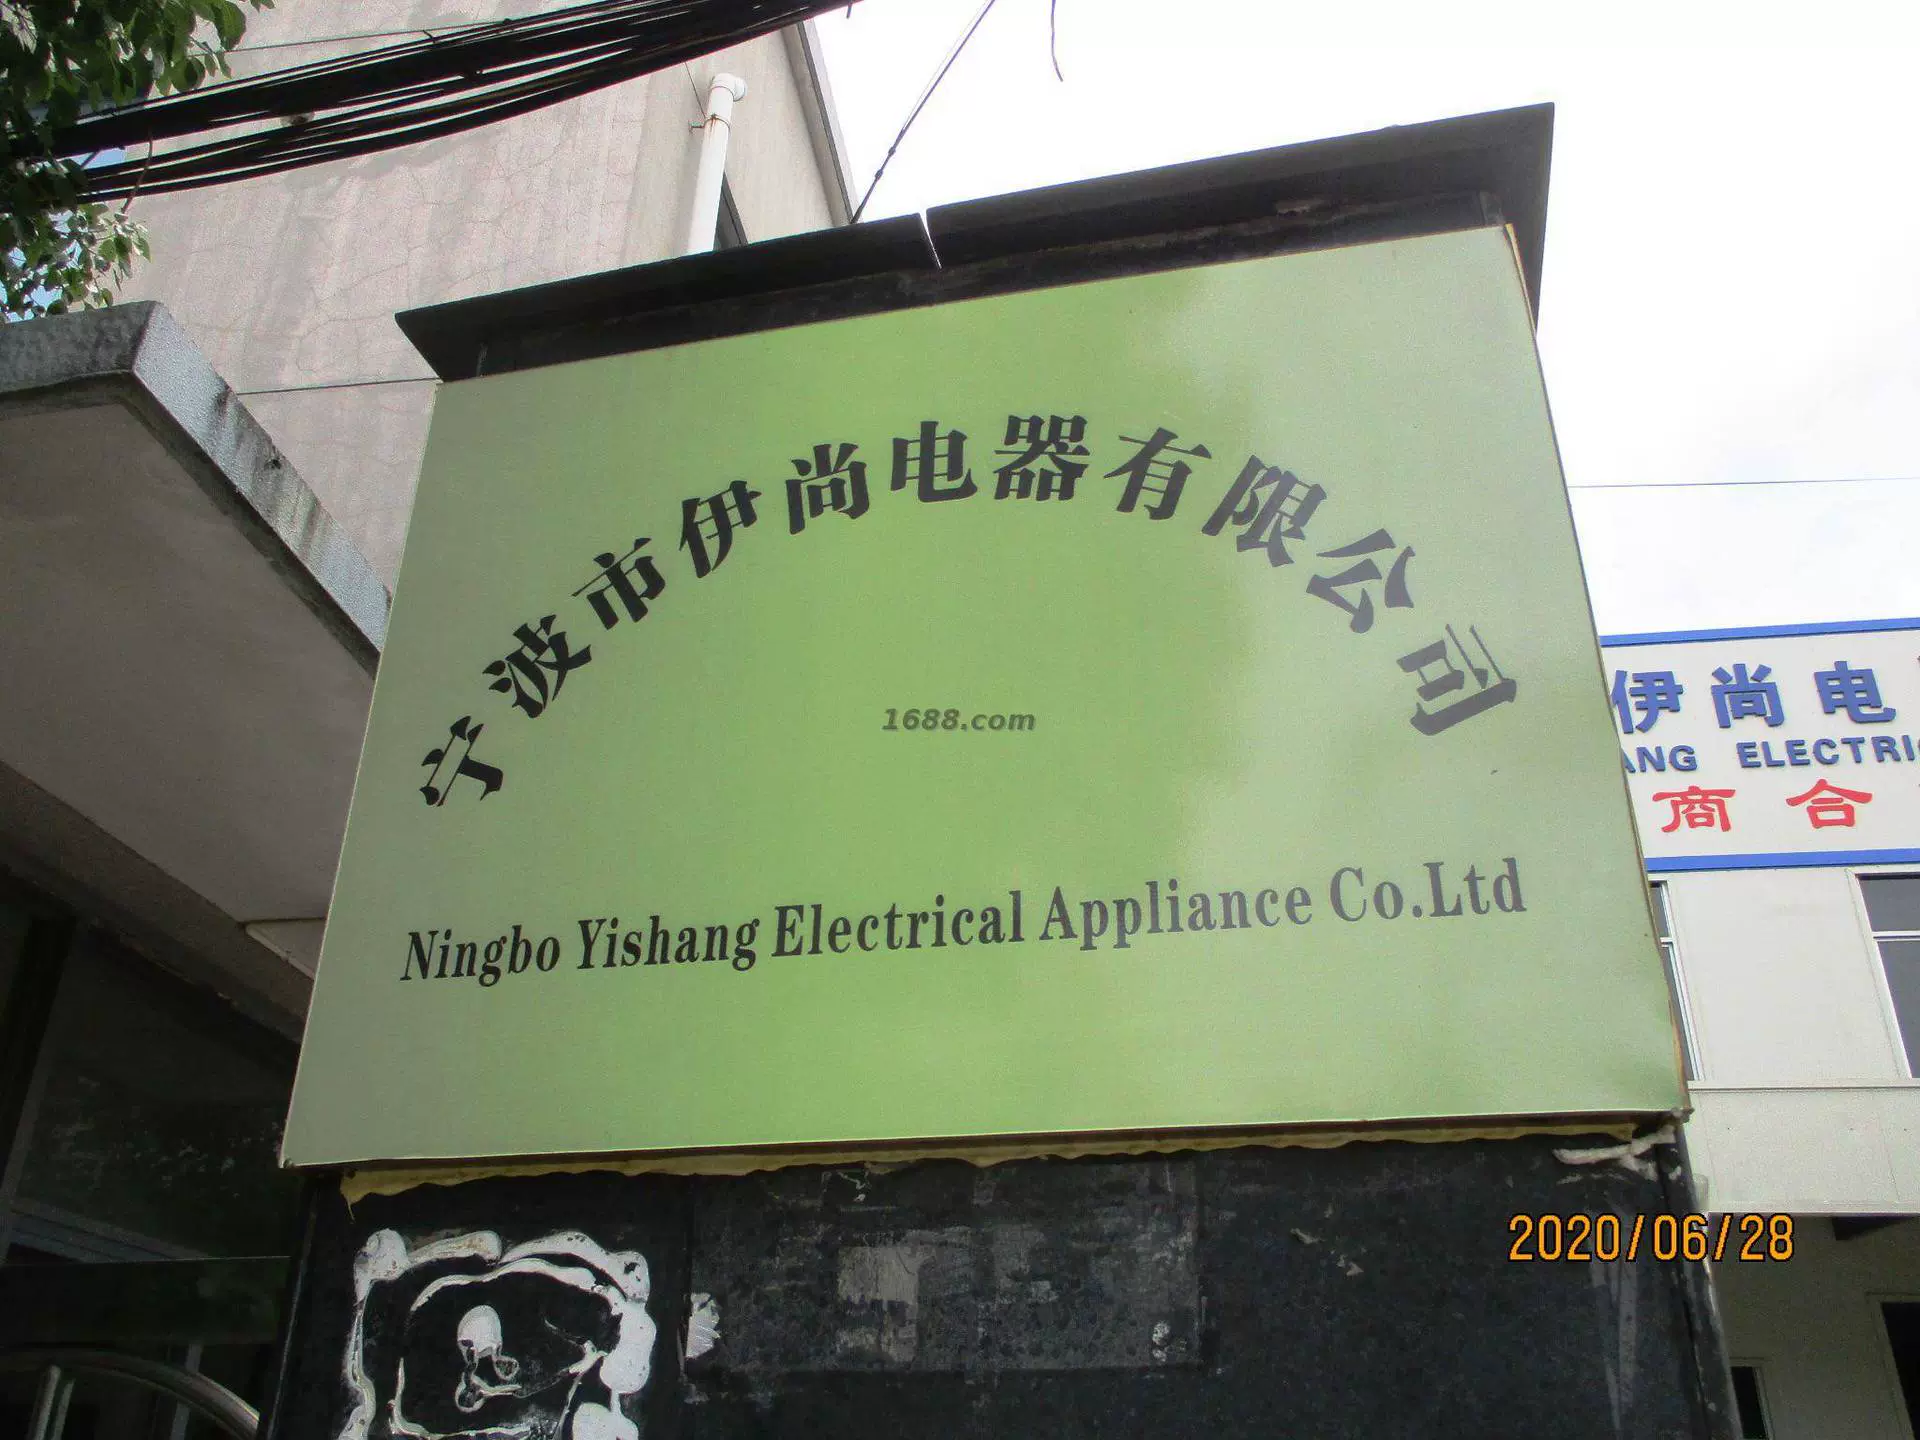 宁波市伊尚电器有限公司
1688.com
Ningbo Yishang Electrical Appliance Co.Ltd
伊尚电
ANG ELECTRIC
商合
2020/06/28